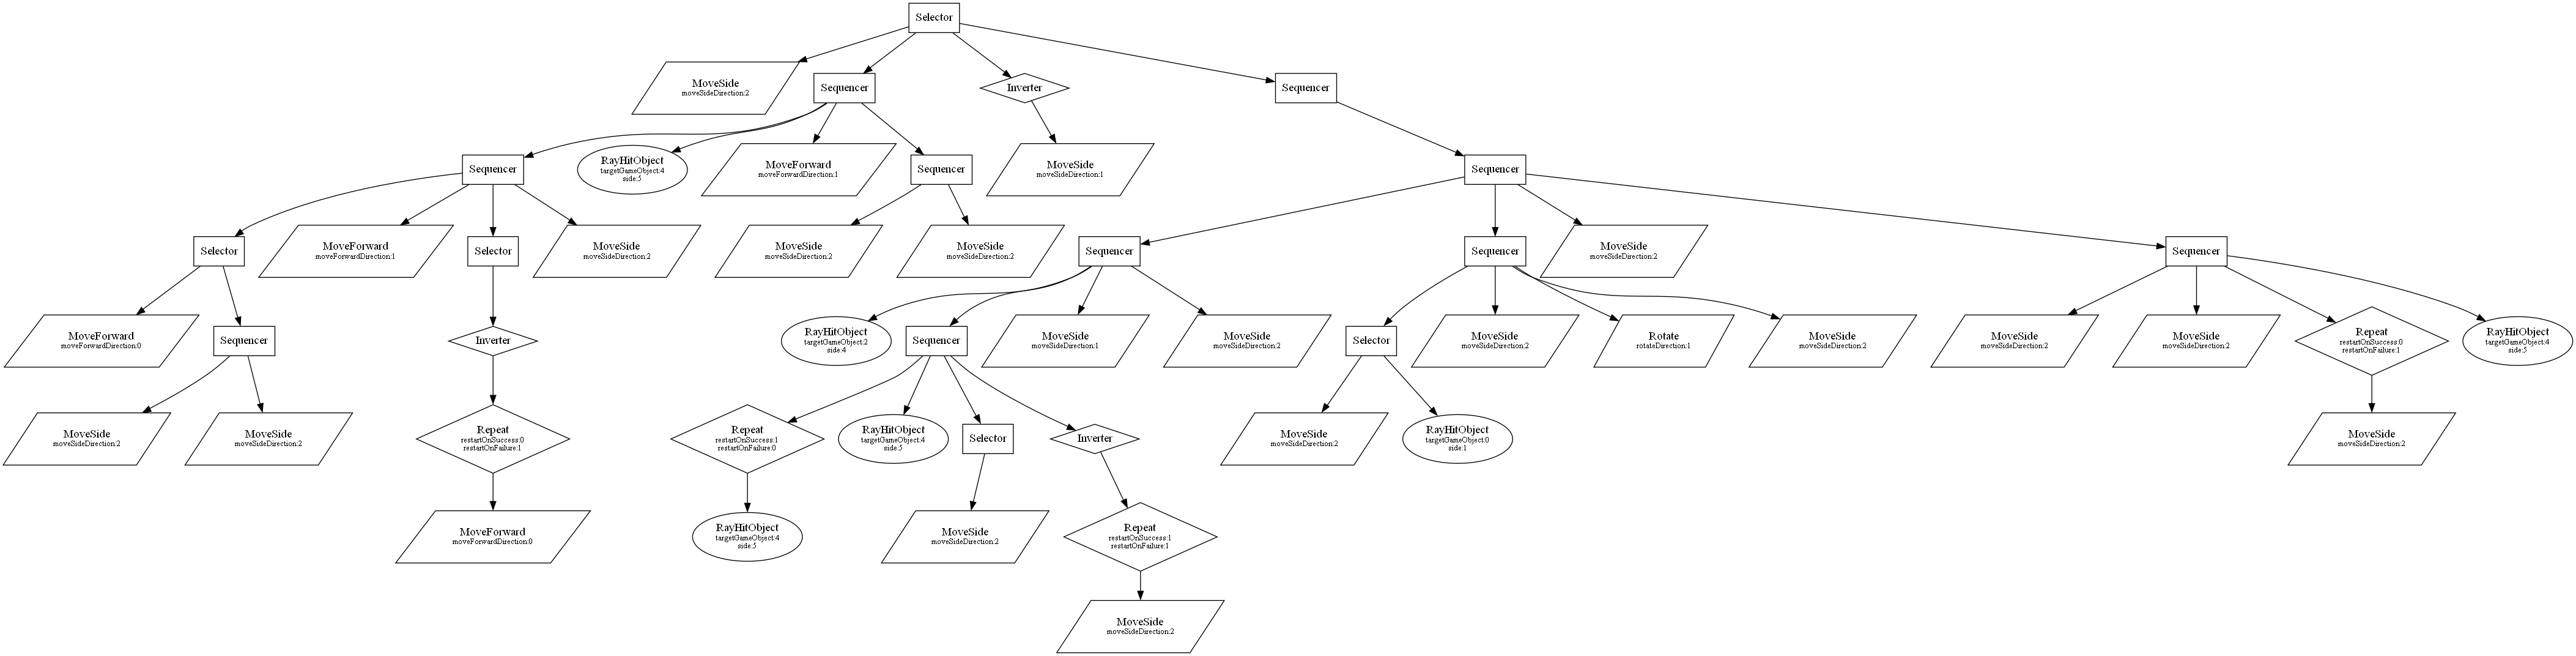 Selector
MoveSide
moveSideDirection:2
Sequencer
Inverter
Sequencer
Sequencer
RayHitObject
targetGameObject:4
side:5
MoveForward
moveForwardDirection:1
Sequencer
MoveSide
moveSideDirection:1
Sequencer
Selector
MoveForward
moveForwardDirection:1
Selector
MoveSide
moveSideDirection:2
MoveSide
moveSideDirection:2
MoveSide
moveSideDirection:2
Sequencer
Sequencer
MoveSide
moveSideDirection:2
Sequencer
MoveForward
moveForwardDirection:0
Sequencer
Inverter
RayHitObject
targetGameObject:2
side:4
Sequencer
MoveSide
moveSideDirection:1
MoveSide
moveSideDirection:2
Selector
MoveSide
moveSideDirection:2
Rotate
rotateDirection:1
MoveSide
moveSideDirection:2
MoveSide
moveSideDirection:2
MoveSide
moveSideDirection:2
Repeat
restartOnSuccess:0
restartOnFailure:1
RayHitObject
targetGameObject:4
side:5
MoveSide
moveSideDirection:2
MoveSide
moveSideDirection:2
Repeat
restartOnSuccess:0
restartOnFailure:1
Repeat
restartOnSuccess:1
restartOnFailure:0
RayHitObject
targetGameObject:4
side:5
Selector
Inverter
MoveSide
moveSideDirection:2
RayHitObject
targetGameObject:0
side:1
MoveSide
moveSideDirection:2
MoveForward
moveForwardDirection:0
RayHitObject
targetGameObject:4
side:5
MoveSide
moveSideDirection:2
Repeat
restartOnSuccess:1
restartOnFailure:1
MoveSide
moveSideDirection:2